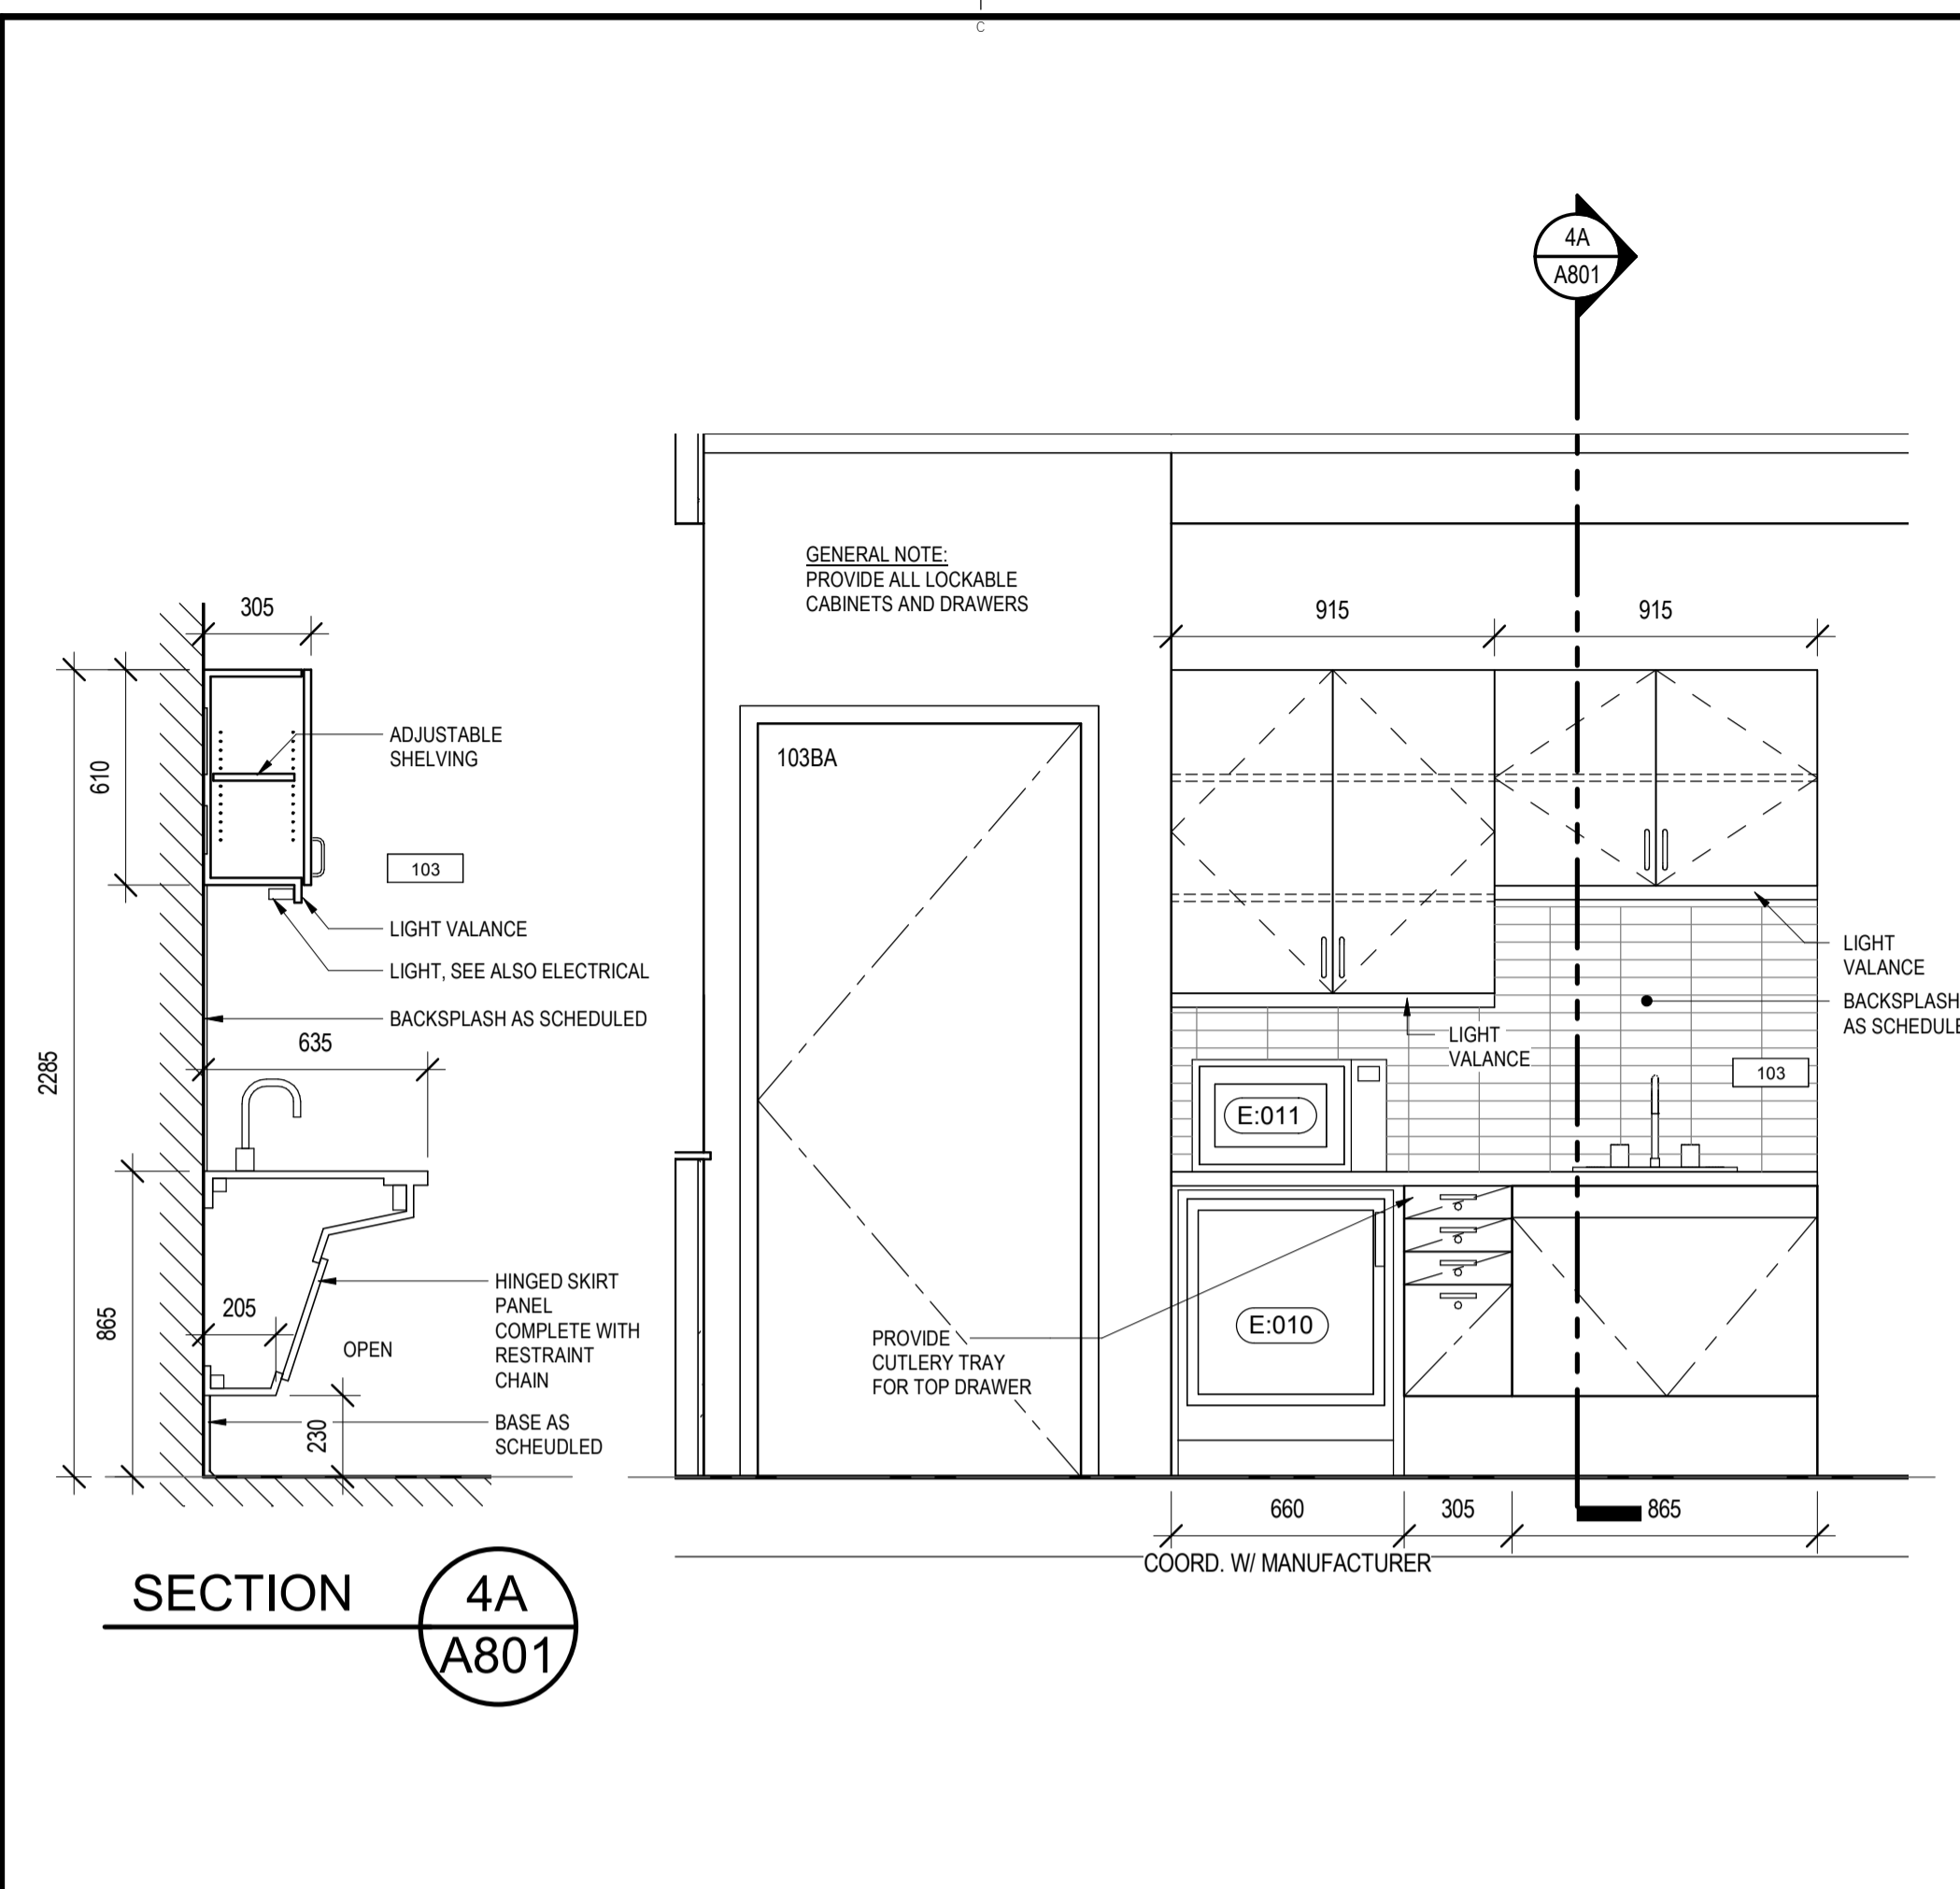 C
4A
A801
GENERAL NOTE:
PROVIDE ALL LOCKABLE
CABINETS AND DRAWERS
305
915
915
ADJUSTABLE
SHELVING
103BA
610
103
LIGHT VALANCE
LIGHT, SEE ALSO ELECTRICAL
BACKSPLASH AS SCHEDULED
LIGHT
VALANCE
BACKSPLASH
AS SCHEDULE
LIGHT
VALANCE
635
2285
103
E:011
865
205
OPEN
HINGED SKIRT
PANEL
COMPLETE WITH
RESTRAINT
CHAIN
E:010
PROVIDE
CUTLERY TRAY
FOR TOP DRAWER
230
BASE AS
SCHEUDLED
660
305
865
COORD. W/ MANUFACTURER
SECTION
4A
A801